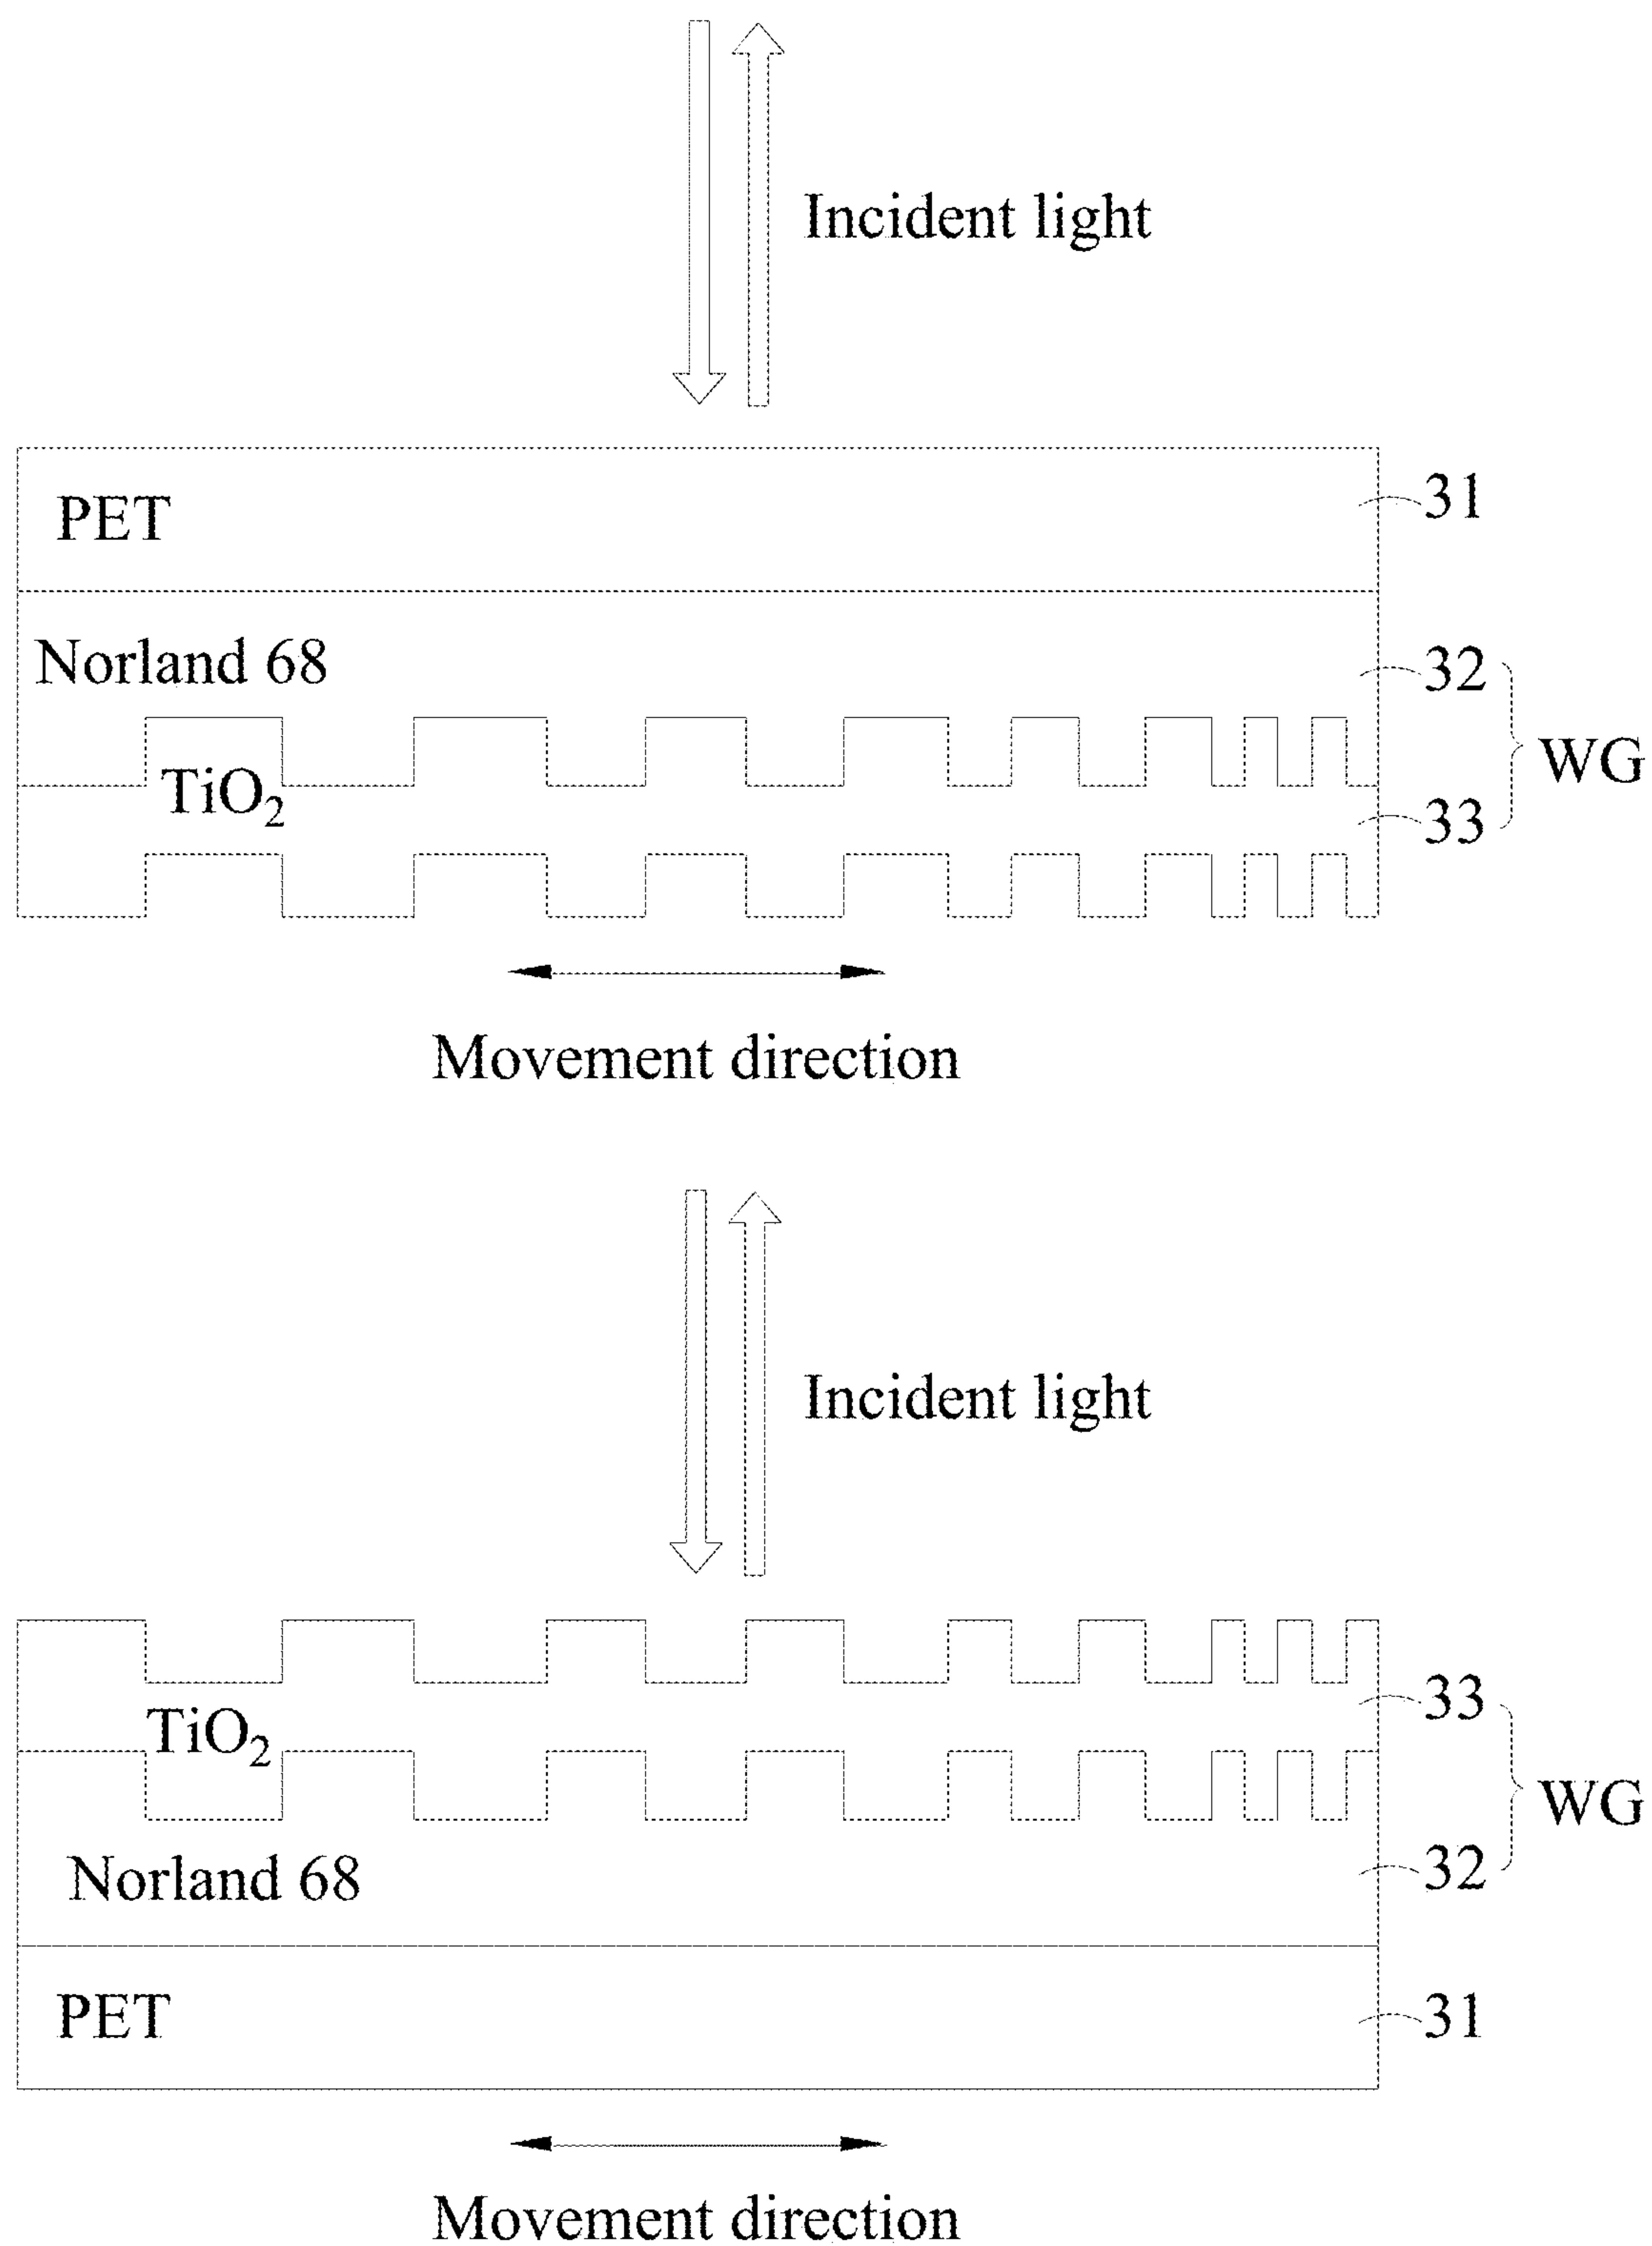 Incident light
PET
31
Norland 68
32
WG
TiO₂
33
Movement direction
Incident light
33
TiO₂
WG
Norland 68
32
PET
31
Movement direction